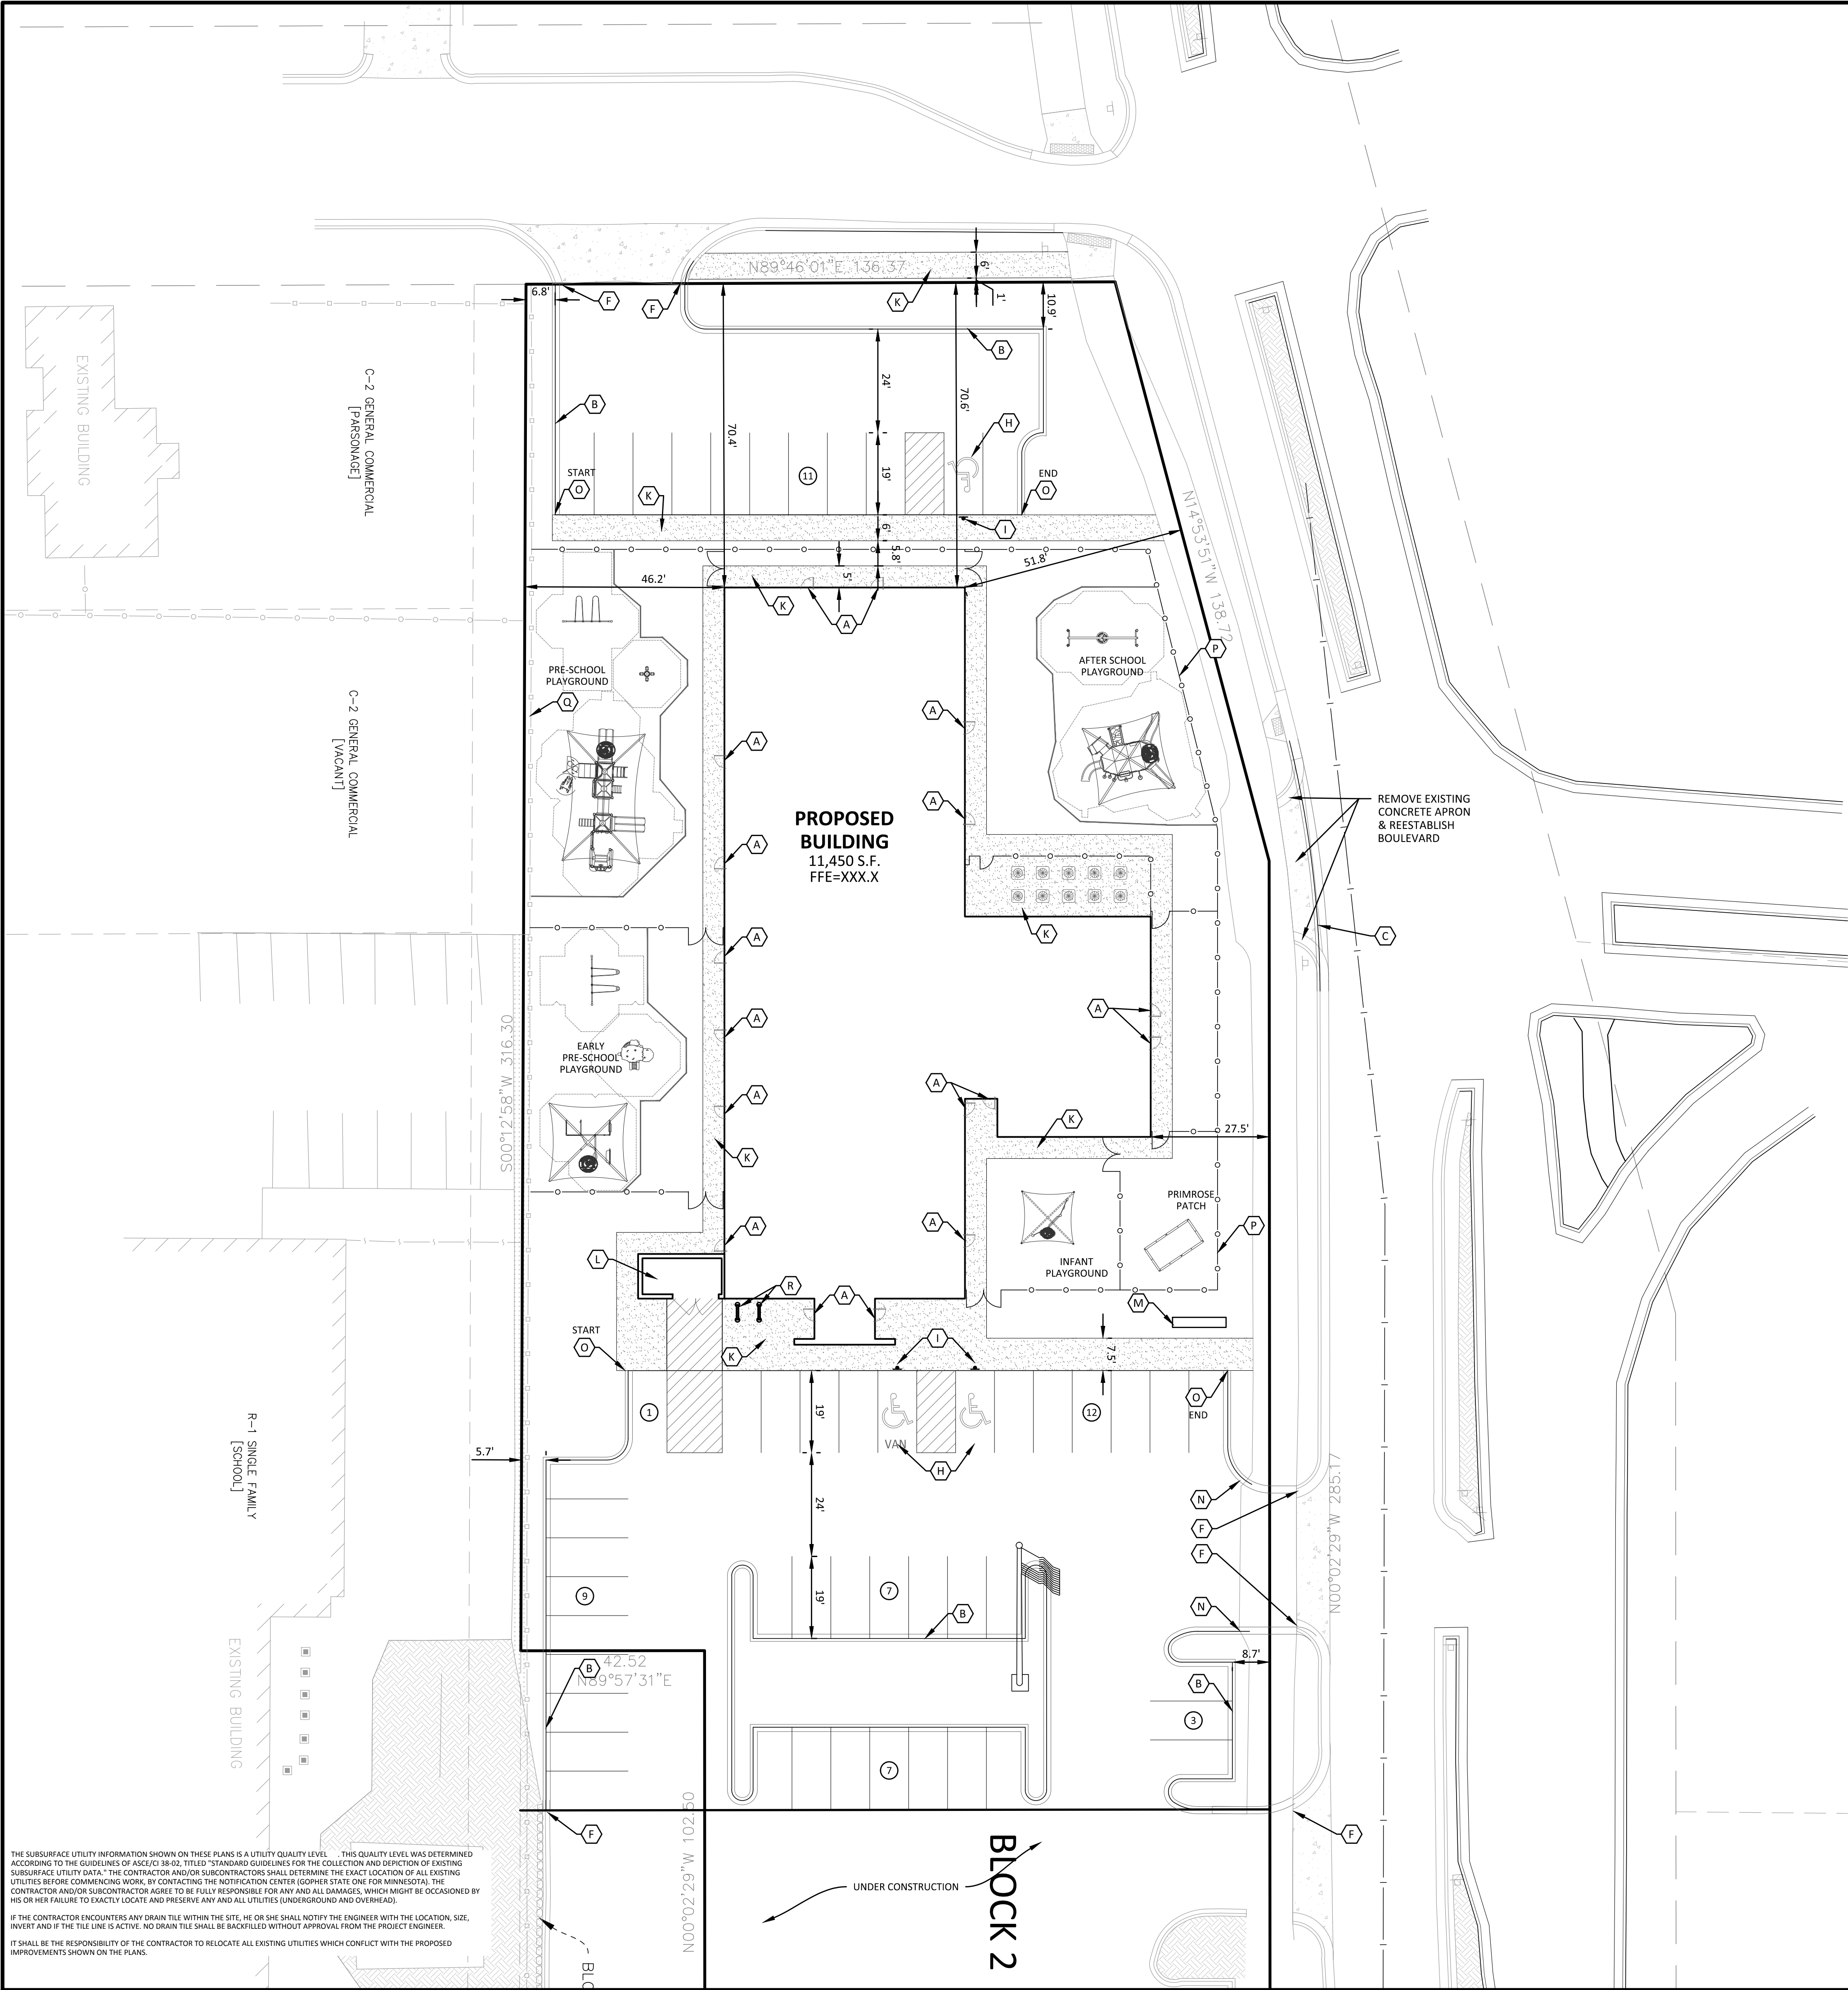 N89°46'01"E 136.37
6'
1'
6.8'
F
F
K
10.9'
B
24'
70.6'
70.4'
B
H
EXISTING BUILDING
C-2 GENERAL COMMERCIAL
[PARSONAGE]
START
O
K
11
19'
END
O
I
6'
5.8'
5'
46.2'
51.8'
N14°53'51"W 138.72
K
A
PRE-SCHOOL
PLAYGROUND
Q
AFTER SCHOOL
PLAYGROUND
P
C-2 GENERAL COMMERCIAL
[VACANT]
A
A
A
A
PROPOSED
BUILDING
11,450 S.F.
FFE=XXX.X
REMOVE EXISTING
CONCRETE APRON
& REESTABLISH
BOULEVARD
A
K
C
S00°12'58"W 316.30
A
A
EARLY
PRE-SCHOOL
PLAYGROUND
A
A
K
27.5'
K
PRIMROSE
PATCH
A
A
P
L
R
A
INFANT
PLAYGROUND
M
START
O
K
I
7.5'
1
19'
VAN
12
O
END
R-1 SINGLE FAMILY
[SCHOOL]
5.7'
H
24'
N
F
F
N00°02'29"W 285.17
9
19'
7
B
N
EXISTING BUILDING
B
42.52
N89°57'31"E
8.7'
B
3
7
N00°02'29"W 102.60
F
F
BLOCK 2
UNDER CONSTRUCTION
BLO
THE SUBSURFACE UTILITY INFORMATION SHOWN ON THESE PLANS IS A UTILITY QUALITY LEVEL . THIS QUALITY LEVEL WAS DETERMINED
ACCORDING TO THE GUIDELINES OF ASCE/CI 38-02, TITLED "STANDARD GUIDELINES FOR THE COLLECTION AND DEPICTION OF EXISTING
SUBSURFACE UTILITY DATA." THE CONTRACTOR AND/OR SUBCONTRACTORS SHALL DETERMINE THE EXACT LOCATION OF ALL EXISTING
UTILITIES BEFORE COMMENCING WORK, BY CONTACTING THE NOTIFICATION CENTER (GOPHER STATE ONE FOR MINNESOTA). THE
CONTRACTOR AND/OR SUBCONTRACTOR AGREE TO BE FULLY RESPONSIBLE FOR ANY AND ALL DAMAGES, WHICH MIGHT BE OCCASIONED BY
HIS OR HER FAILURE TO EXACTLY LOCATE AND PRESERVE ANY AND ALL UTILITIES (UNDERGROUND AND OVERHEAD).
IF THE CONTRACTOR ENCOUNTERS ANY DRAIN TILE WITHIN THE SITE, HE OR SHE SHALL NOTIFY THE ENGINEER WITH THE LOCATION, SIZE,
INVERT AND IF THE TILE LINE IS ACTIVE. NO DRAIN TILE SHALL BE BACKFILLED WITHOUT APPROVAL FROM THE PROJECT ENGINEER.
IT SHALL BE THE RESPONSIBILITY OF THE CONTRACTOR TO RELOCATE ALL EXISTING UTILITIES WHICH CONFLICT WITH THE PROPOSED
IMPROVEMENTS SHOWN ON THE PLANS.